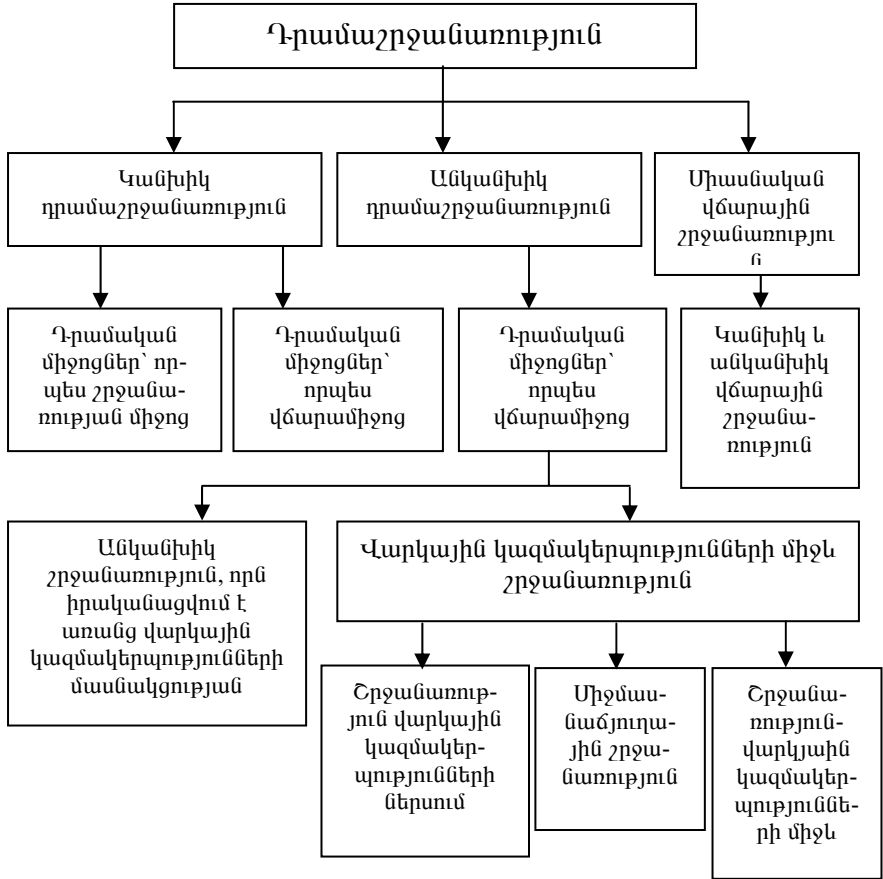 Դրամաշրջանառություն
Կանխիկ
դրամաշրջանառություն
Անկանխիկ
դրամաշրջանառություն
Միասնական
վճարային
շրջանառությու
ն
Դրամական
միջոցներ՝ որ-
պես շրջանա-
ռության միջոց
Դրամական
միջոցներ՝
որպես
վճարամիջոց
Դրամական
միջոցներ՝
որպես
վճարամիջոց
Կանխիկ և
անկանխիկ
վճարային
շրջանա-
ռություն
Անկանխիկ
շրջանառություն, որն
իրականացվում է
առանց վարկային
կազմակերպությունների
մասնակցության
Վարկային կազմակերպությունների միջև
շրջանառություն
Շրջանառութ-
յուն վարկային
կազմակեր-
պությունների
ներսում
Միջմաս-
նաճյուղա-
յին շրջա-
նառություն
Շրջանա-
ռություն-
վարկյաին
կազմակեր-
պություննե-
րի միջև